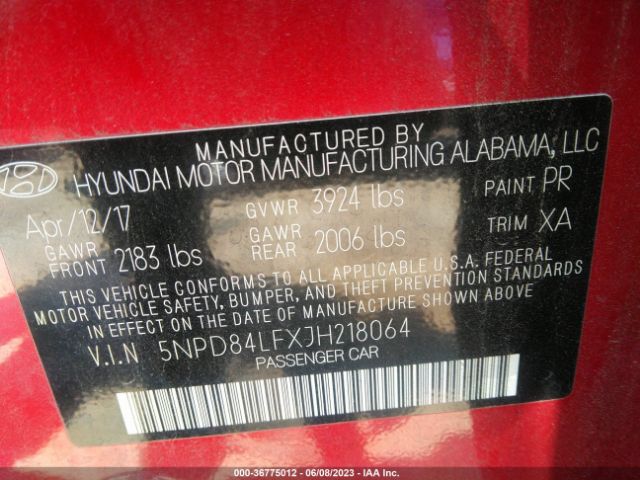 MANUFACTURED BY
HYUNDAI MOTOR MANUFACTURING ALABAMA, LLC
Apr/12/17 GVWR 3924 lbs PAINT PR
GAWR FRONT 2183 lbs GAWR REAR 2006 lbs TRIM XA
THIS VEHICLE CONFORMS TO ALL APPLICABLE U.S.A. FEDERAL
MOTOR VEHICLE SAFETY, BUMPER, AND THEFT PREVENTION STANDARDS
IN EFFECT ON THE DATE OF MANUFACTURE SHOWN ABOVE
V.I.N 5NPD84LFXJH218064
PASSENGER CAR
000-36775012 - 06/08/2023 - IAA Inc.